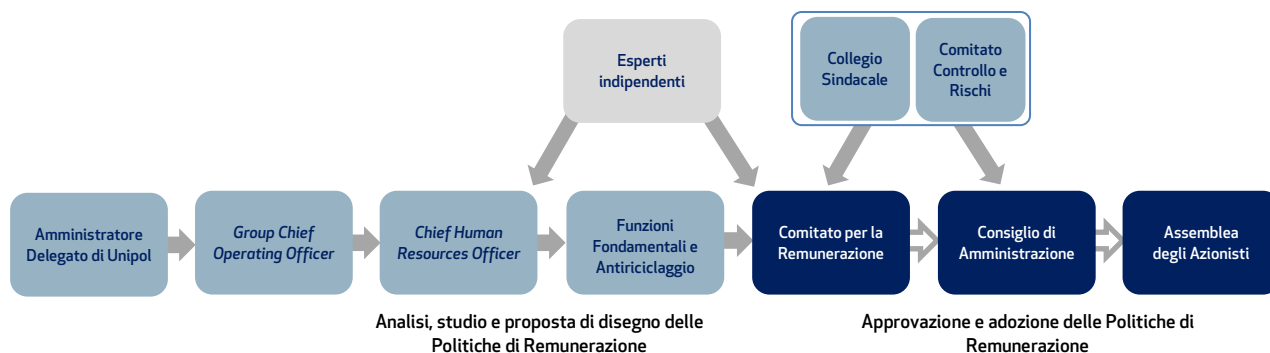 Esperti
indipendenti
Collegio
Sindacale
Comitato
Controllo e
Rischi
Amministratore
Delegato di Unipol
Group Chief
Operating Officer
Chief Human
Resources Officer
Funzioni
Fondamentali e
Antiriciclaggio
Comitato per la
Remunerazione
Consiglio di
Amministrazione
Assemblea
degli Azionisti
Analisi, studio e proposta di disegno delle
Politiche di Remunerazione
Approvazione e adozione delle Politiche di
Remunerazione